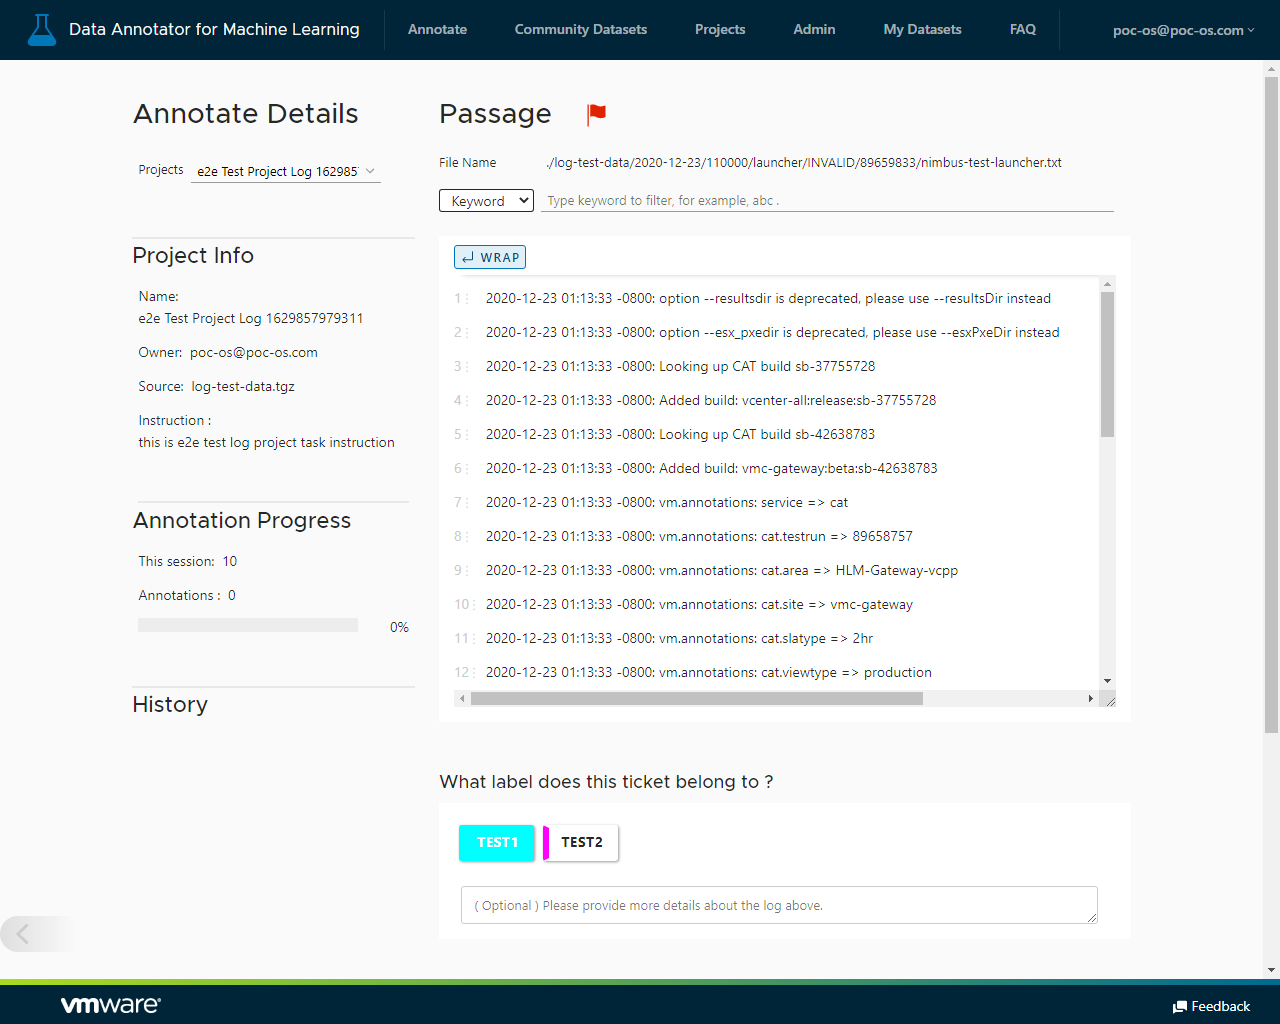 Data Annotator for Machine Learning
Annotate Community Datasets Projects Admin My Datasets FAQ poc-os@poc-os.com
Annotate Details
Projects e2e Test Project Log 162985
Project Info
Name:
e2e Test Project Log 1629857979311
Owner: poc-os@poc-os.com
Source: log-test-data.tgz
Instruction :
this is e2e test log project task instruction
Annotation Progress
This session: 10
Annotations : 0
0%
History
Passage
File Name ./log-test-data/2020-12-23/110000/launcher/INVALID/89659833/nimbus-test-launcher.txt
Keyword Type keyword to filter, for example, abc .
WRAP
1 2020-12-23 01:13:33 -0800: option --resultsdir is deprecated, please use --resultsDir instead
2 2020-12-23 01:13:33 -0800: option --esx_pxedir is deprecated, please use --esxPxeDir instead
3 2020-12-23 01:13:33 -0800: Looking up CAT build sb-37755728
4 2020-12-23 01:13:33 -0800: Added build: vcenter-all:release:sb-37755728
5 2020-12-23 01:13:33 -0800: Looking up CAT build sb-42638783
6 2020-12-23 01:13:33 -0800: Added build: vmc-gateway:beta:sb-42638783
7 2020-12-23 01:13:33 -0800: vm.annotations: service => cat
8 2020-12-23 01:13:33 -0800: vm.annotations: cat.testrun => 89658757
9 2020-12-23 01:13:33 -0800: vm.annotations: cat.area => HLM-Gateway-vcpp
10 2020-12-23 01:13:33 -0800: vm.annotations: cat.site => vmc-gateway
11 2020-12-23 01:13:33 -0800: vm.annotations: cat.slatype => 2hr
12 2020-12-23 01:13:33 -0800: vm.annotations: cat.viewtype => production
What label does this ticket belong to ?
TEST1 TEST2
( Optional ) Please provide more details about the log above.
vmware
Feedback